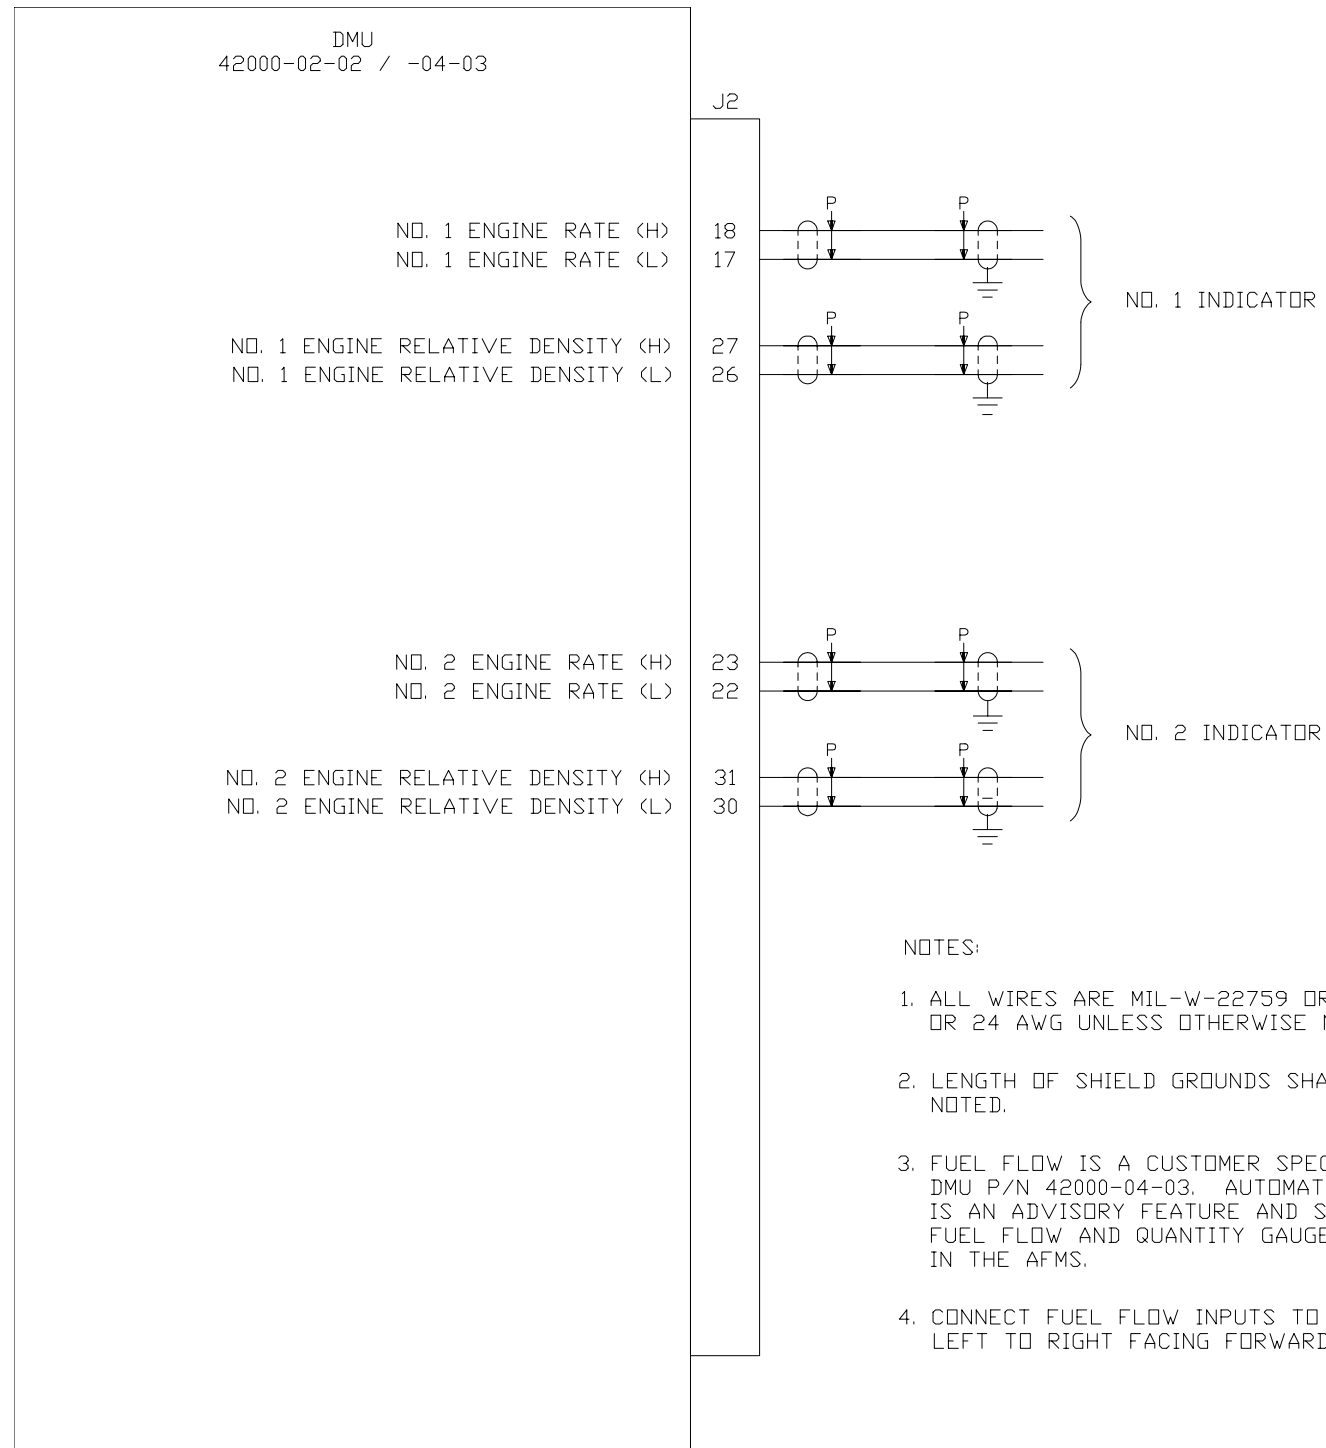 DMU
42000-02-02 / -04-03
J2
P P
NO. 1 ENGINE RATE (H) 18
NO. 1 ENGINE RATE (L) 17
NO. 1 INDICATOR
P P
NO. 1 ENGINE RELATIVE DENSITY (H) 27
NO. 1 ENGINE RELATIVE DENSITY (L) 26
P P
NO. 2 ENGINE RATE (H) 23
NO. 2 ENGINE RATE (L) 22
NO. 2 INDICATOR
P P
NO. 2 ENGINE RELATIVE DENSITY (H) 31
NO. 2 ENGINE RELATIVE DENSITY (L) 30
NOTES:
1. ALL WIRES ARE MIL-W-22759 OR
OR 24 AWG UNLESS OTHERWISE
2. LENGTH OF SHIELD GROUNDS
NOTED.
3. FUEL FLOW IS A CUSTOMER
DMU P/N 42000-04-03.
IS AN ADVISORY FEATURE AND
FUEL FLOW AND QUANTITY
IN THE AFMS.
4. CONNECT FUEL FLOW INPUTS TO
LEFT TO RIGHT FACING FORWARD